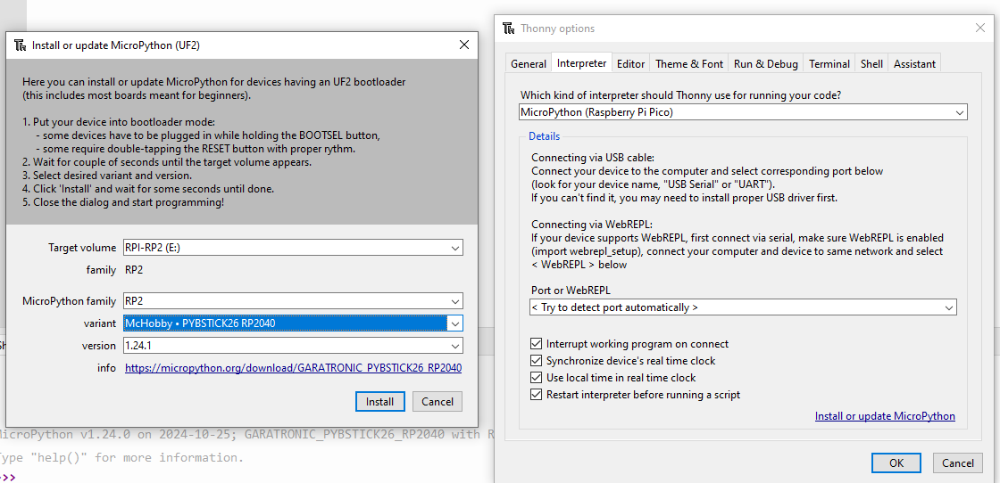 Install or update MicroPython (UF2)
Here you can install or update MicroPython for devices having an UF2 bootloader
(this includes most boards meant for beginners).
1. Put your device into bootloader mode:
- some devices have to be plugged in while holding the BOOTSEL button,
- some require double-tapping the RESET button with proper rythm.
2. Wait for couple of seconds until the target volume appears.
3. Select desired variant and version.
4. Click 'Install' and wait for some seconds until done.
5. Close the dialog and start programming!
Target volume RPI-RP2 (E:)
family RP2
MicroPython family RP2
variant McHobby • PYBSTICK26 RP2040
version 1.24.1
info https://micropython.org/download/GARATRONIC_PYBSTICK26_RP2040
Install Cancel
MicroPython v1.24.0 on 2024-10-25; GARATRONIC_PYBSTICK26_RP2040 with R
Type "help()" for more information.
>>>
Thonny options
General Interpreter Editor Theme & Font Run & Debug Terminal Shell Assistant
Which kind of interpreter should Thonny use for running your code?
MicroPython (Raspberry Pi Pico)
Details
Connecting via USB cable:
Connect your device to the computer and select corresponding port below
(look for your device name, "USB Serial" or "UART").
If you can't find it, you may need to install proper USB driver first.
Connecting via WebREPL:
If your device supports WebREPL, first connect via serial, make sure WebREPL is enabled
(import webrepl_setup), connect your computer and device to same network and select
< WebREPL > below
Port or WebREPL
< Try to detect port automatically >
Interrupt working program on connect
Synchronize device's real time clock
Use local time in real time clock
Restart interpreter before running a script
Install or update MicroPython
OK Cancel